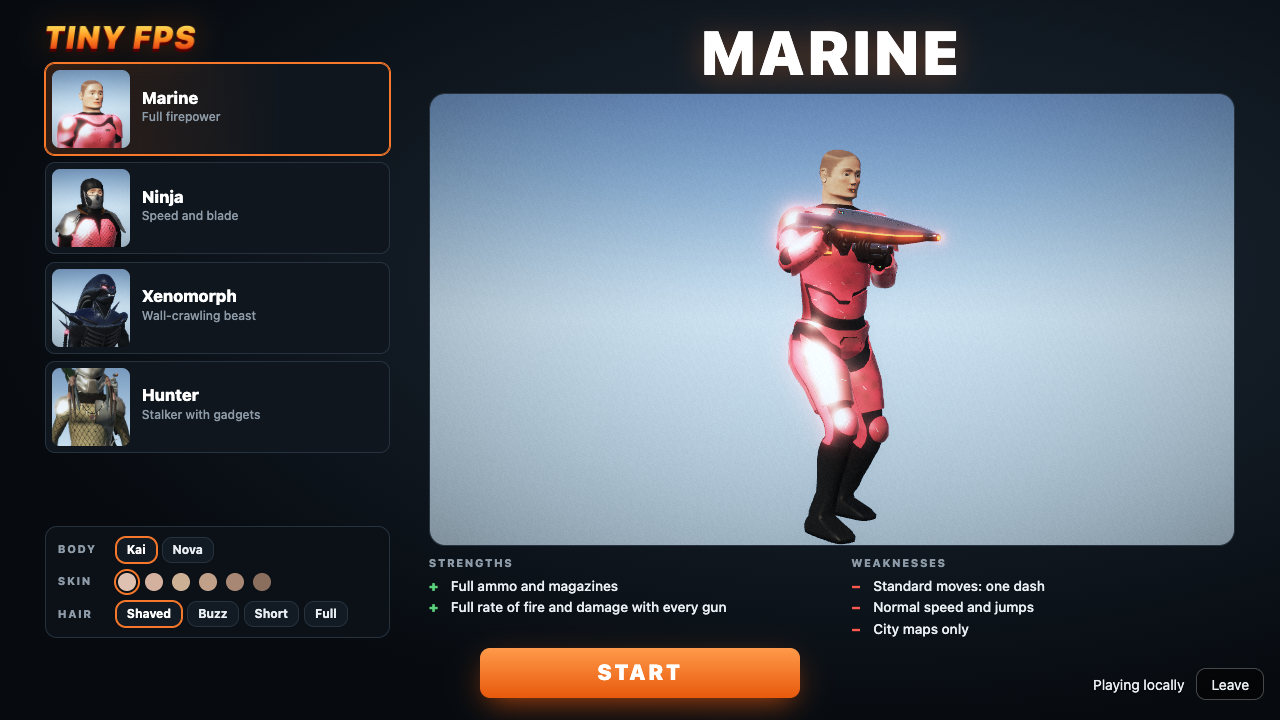 TINY FPS
Marine
Full firepower
Ninja
Speed and blade
Xenomorph
Wall-crawling beast
Hunter
Stalker with gadgets
BODY
Kai
Nova
SKIN
HAIR
Shaved
Buzz
Short
Full
MARINE
STRENGTHS
+ Full ammo and magazines
+ Full rate of fire and damage with every gun
WEAKNESSES
– Standard moves: one dash
– Normal speed and jumps
– City maps only
START
Playing locally
Leave